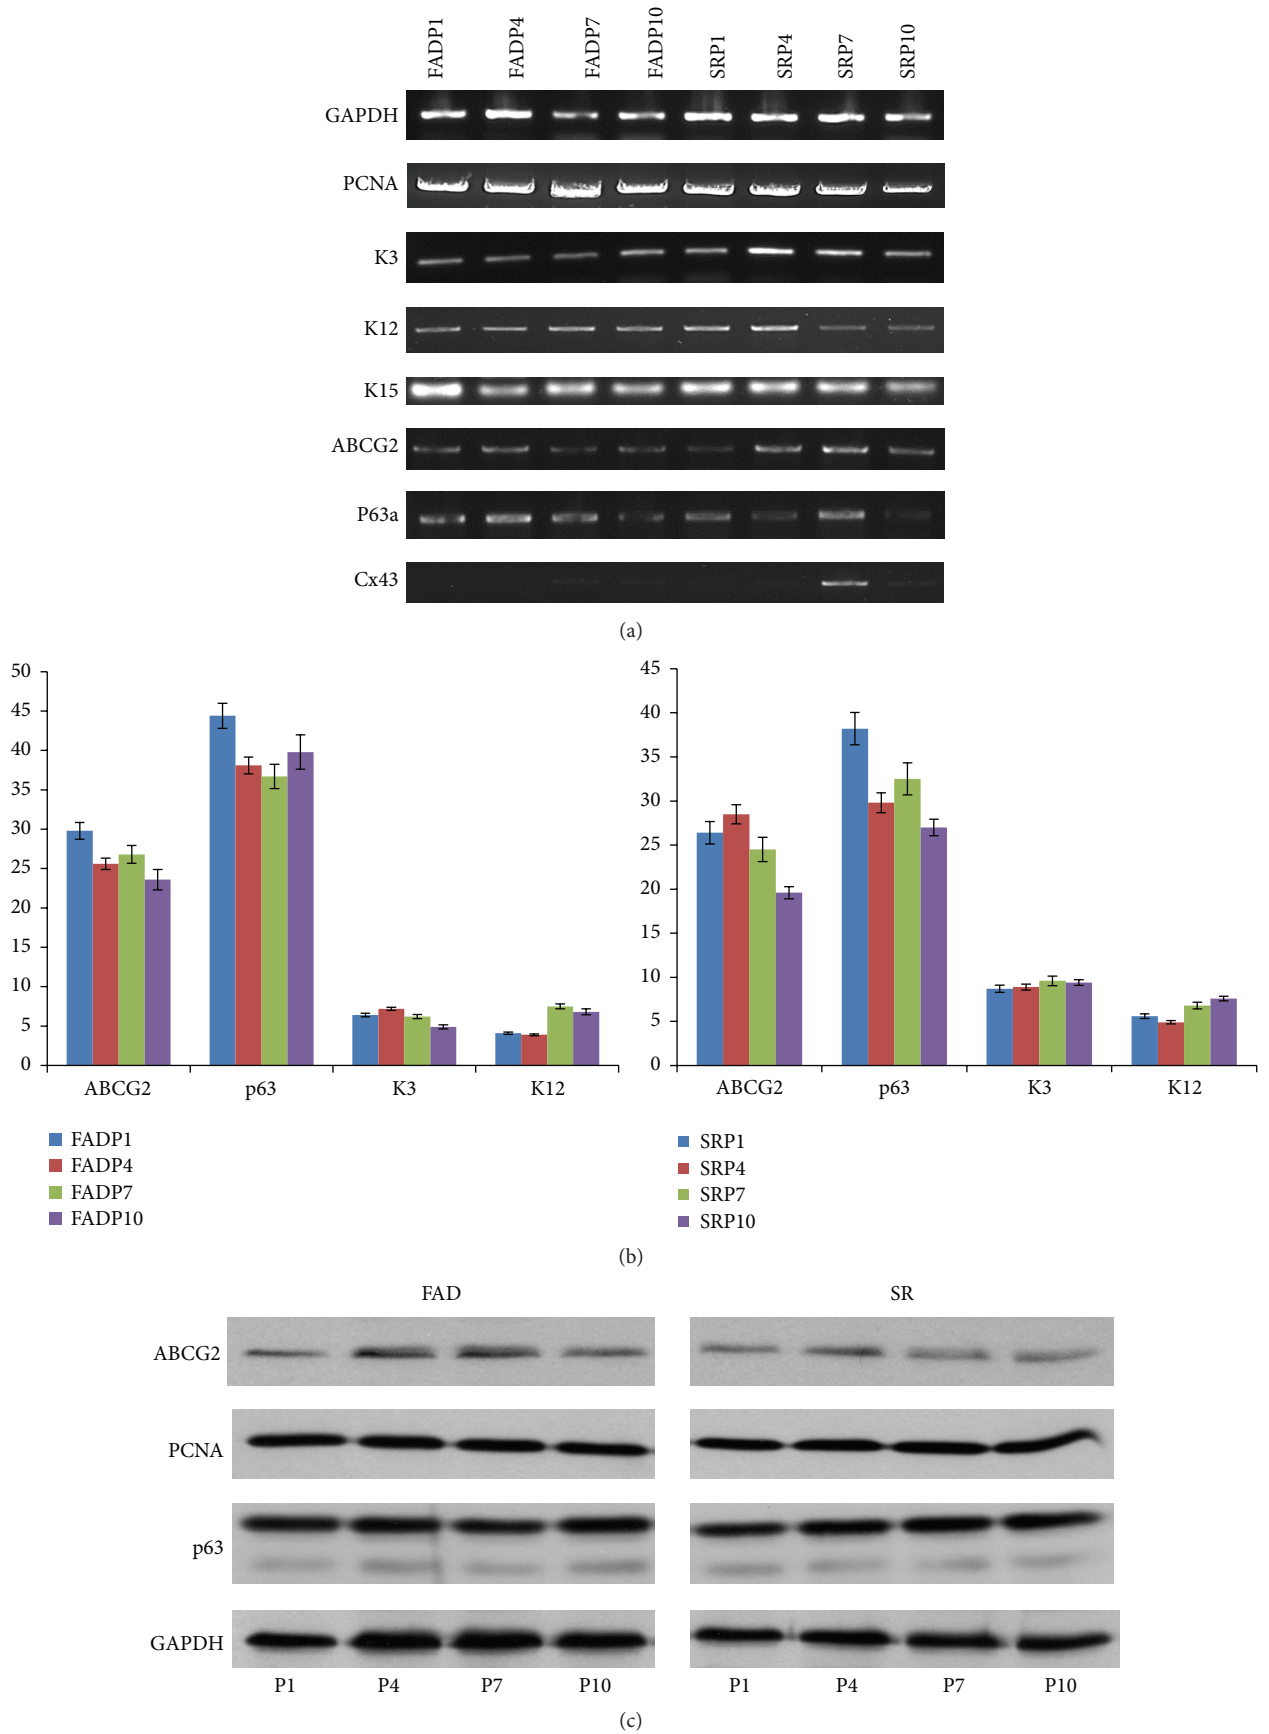 FADP1 FADP4 FADP7 FADP10 SRP1 SRP4 SRP7 SRP10
GAPDH
PCNA
K3
K12
K15
ABCG2
P63a
Cx43
(a)
50
45
40
35
30
25
20
15
10
5
0
ABCG2 p63 K3 K12
FADP1
FADP4
FADP7
FADP10
45
40
35
30
25
20
15
10
5
0
ABCG2 p63 K3 K12
SRP1
SRP4
SRP7
SRP10
(b)
FAD SR
ABCG2
PCNA
p63
GAPDH
P1 P4 P7 P10 P1 P4 P7 P10
(c)